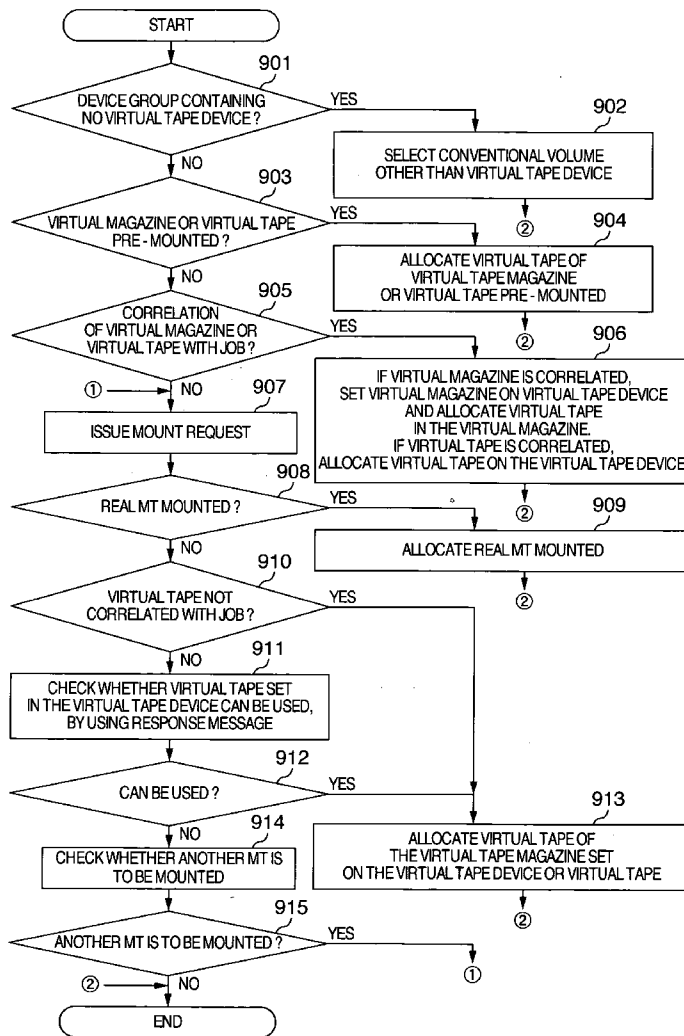 START
901
DEVICE GROUP CONTAINING
NO VIRTUAL TAPE DEVICE ?
YES
902
SELECT CONVENTIONAL VOLUME
OTHER THAN VIRTUAL TAPE DEVICE
②
NO
903
VIRTUAL MAGAZINE OR VIRTUAL TAPE
PRE - MOUNTED ?
YES
904
ALLOCATE VIRTUAL TAPE OF
VIRTUAL TAPE MAGAZINE
OR VIRTUAL TAPE PRE - MOUNTED
②
NO
905
CORRELATION
OF VIRTUAL MAGAZINE OR
VIRTUAL TAPE WITH JOB ?
YES
906
IF VIRTUAL MAGAZINE IS CORRELATED,
SET VIRTUAL MAGAZINE ON VIRTUAL TAPE DEVICE
AND ALLOCATE VIRTUAL TAPE
IN THE VIRTUAL MAGAZINE.
IF VIRTUAL TAPE IS CORRELATED,
ALLOCATE VIRTUAL TAPE ON THE VIRTUAL TAPE DEVICE
②
①
NO
907
ISSUE MOUNT REQUEST
908
REAL MT MOUNTED ?
YES
909
ALLOCATE REAL MT MOUNTED
②
NO
910
VIRTUAL TAPE NOT
CORRELATED WITH JOB ?
YES
NO
911
CHECK WHETHER VIRTUAL TAPE SET
IN THE VIRTUAL TAPE DEVICE CAN BE USED,
BY USING RESPONSE MESSAGE
912
CAN BE USED ?
YES
913
ALLOCATE VIRTUAL TAPE OF
THE VIRTUAL TAPE MAGAZINE SET
ON THE VIRTUAL TAPE DEVICE OR VIRTUAL TAPE
②
NO
914
CHECK WHETHER ANOTHER MT IS
TO BE MOUNTED
915
ANOTHER MT IS TO BE MOUNTED ?
YES
①
②
NO
END